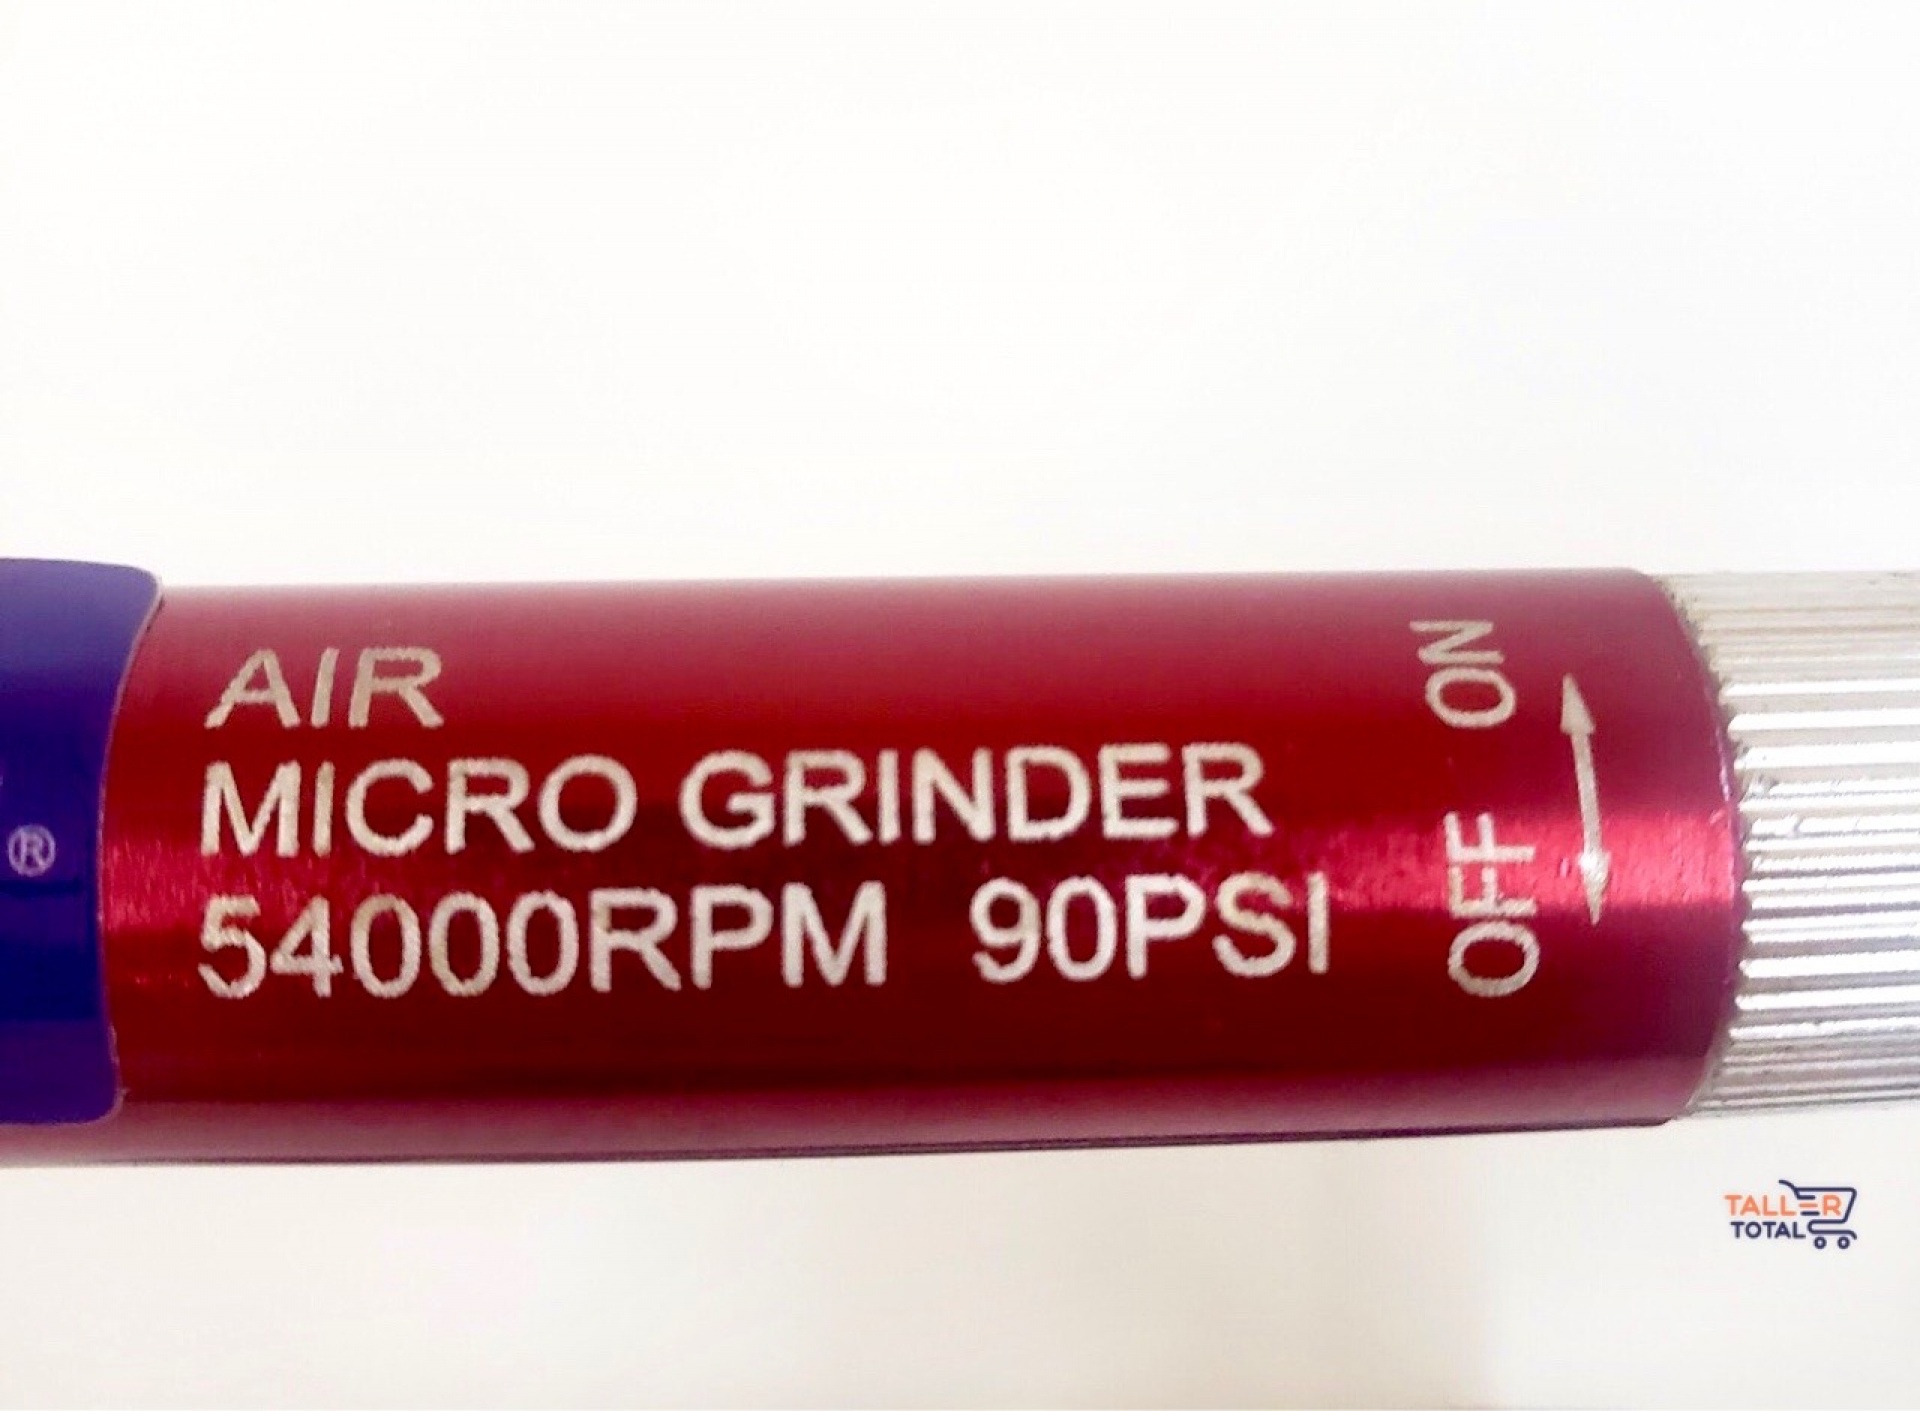 AIR
MICRO GRINDER
54000RPM 90PSI
OFF ON
®
TALLER
TOTAL